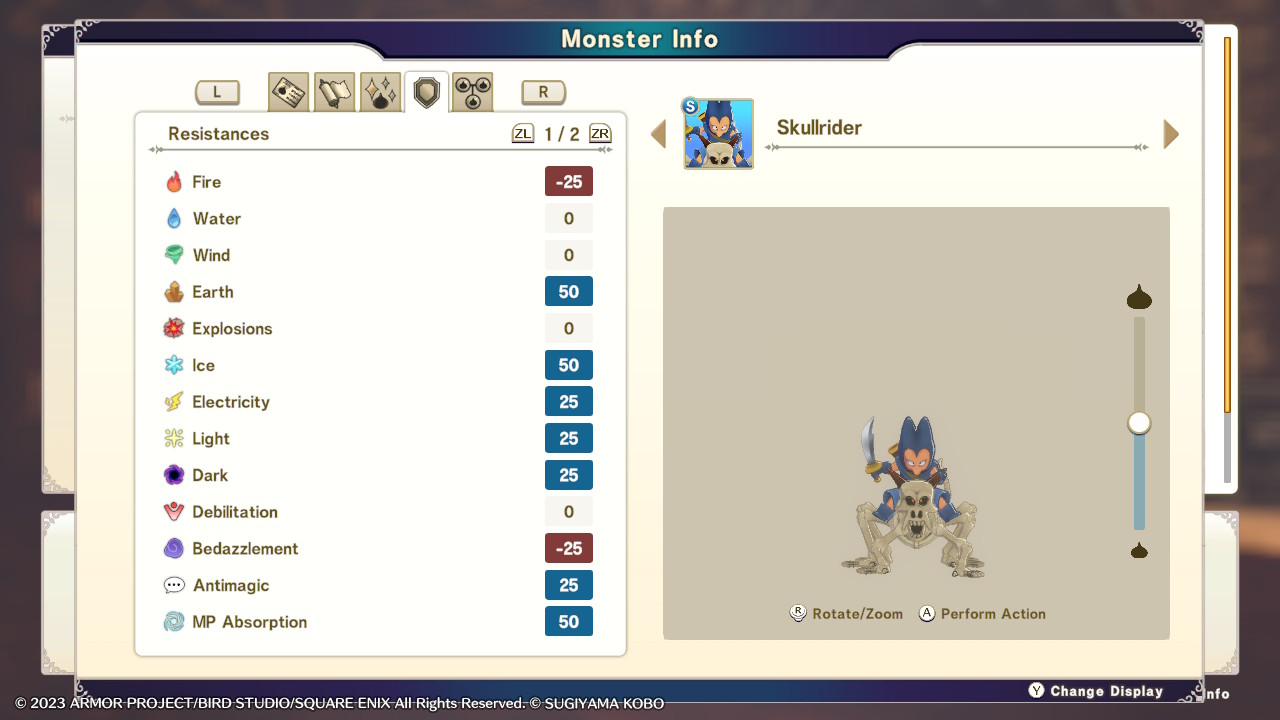 Monster Info
L
R
Resistances
ZL 1 / 2 ZR
S
Skullrider
Fire -25
Water 0
Wind 0
Earth 50
Explosions 0
Ice 50
Electricity 25
Light 25
Dark 25
Debilitation 0
Bedazzlement -25
Antimagic 25
MP Absorption 50
R Rotate/Zoom A Perform Action
Y Change Display
nfo
© 2023 ARMOR PROJECT/BIRD STUDIO/SQUARE ENIX All Rights Reserved. © SUGIYAMA KOBO